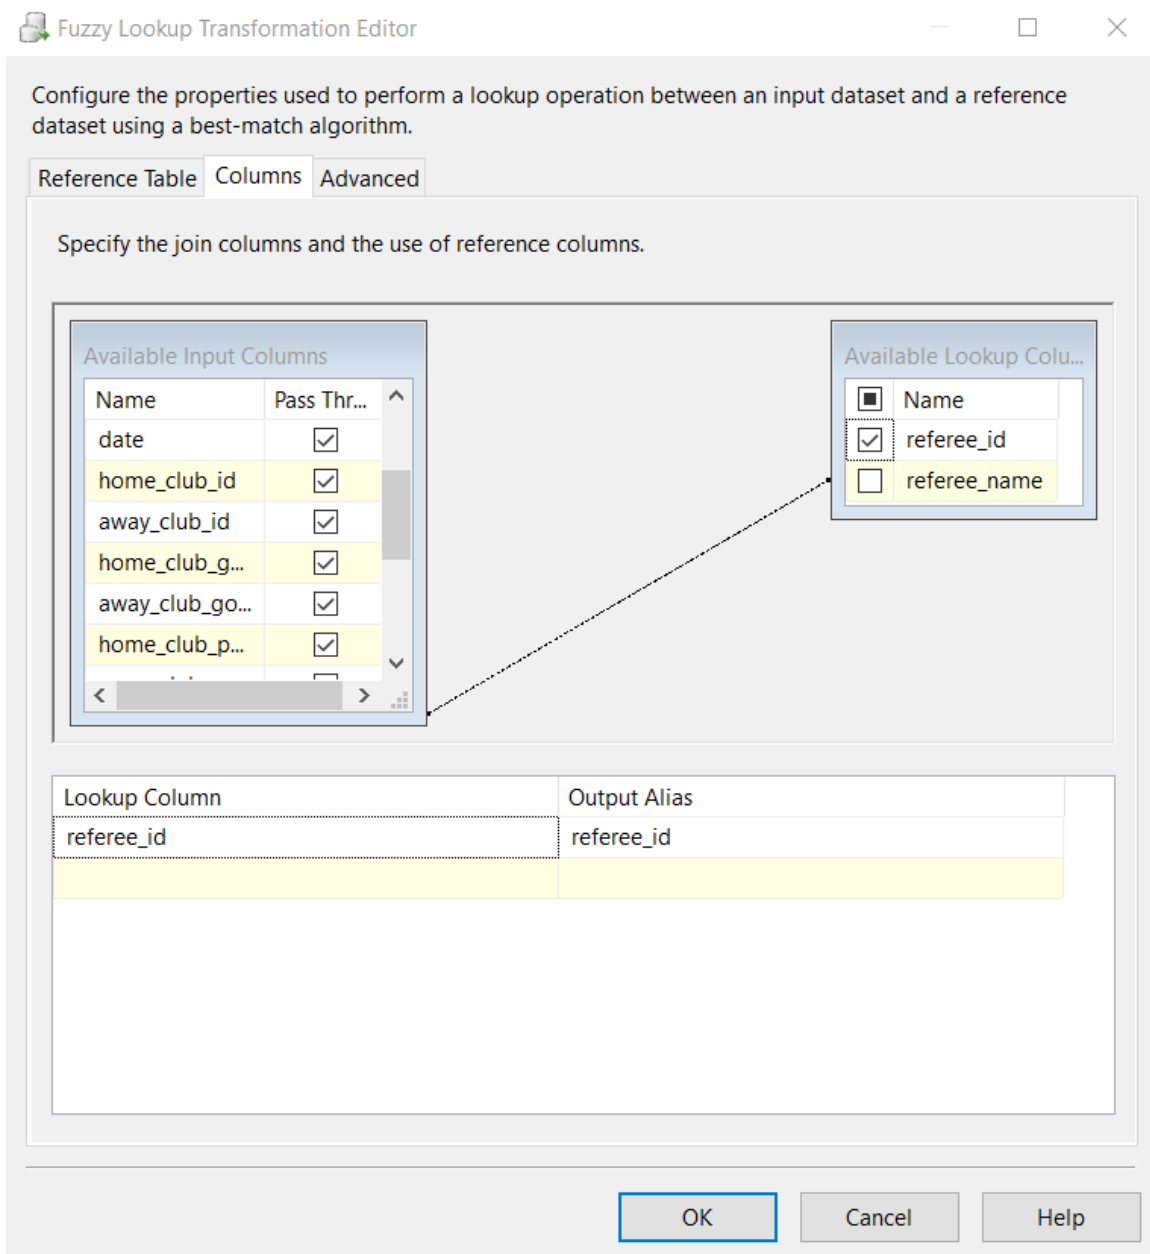 Fuzzy Lookup Transformation Editor
Configure the properties used to perform a lookup operation between an input dataset and a reference
dataset using a best-match algorithm.
Reference Table Columns Advanced
Specify the join columns and the use of reference columns.
Available Input Columns
Name Pass Thr...
date
home_club_id
away_club_id
home_club_g...
away_club_go...
home_club_p...
Available Lookup Colu...
Name
referee_id
referee_name
Lookup Column Output Alias
referee_id referee_id
OK Cancel Help